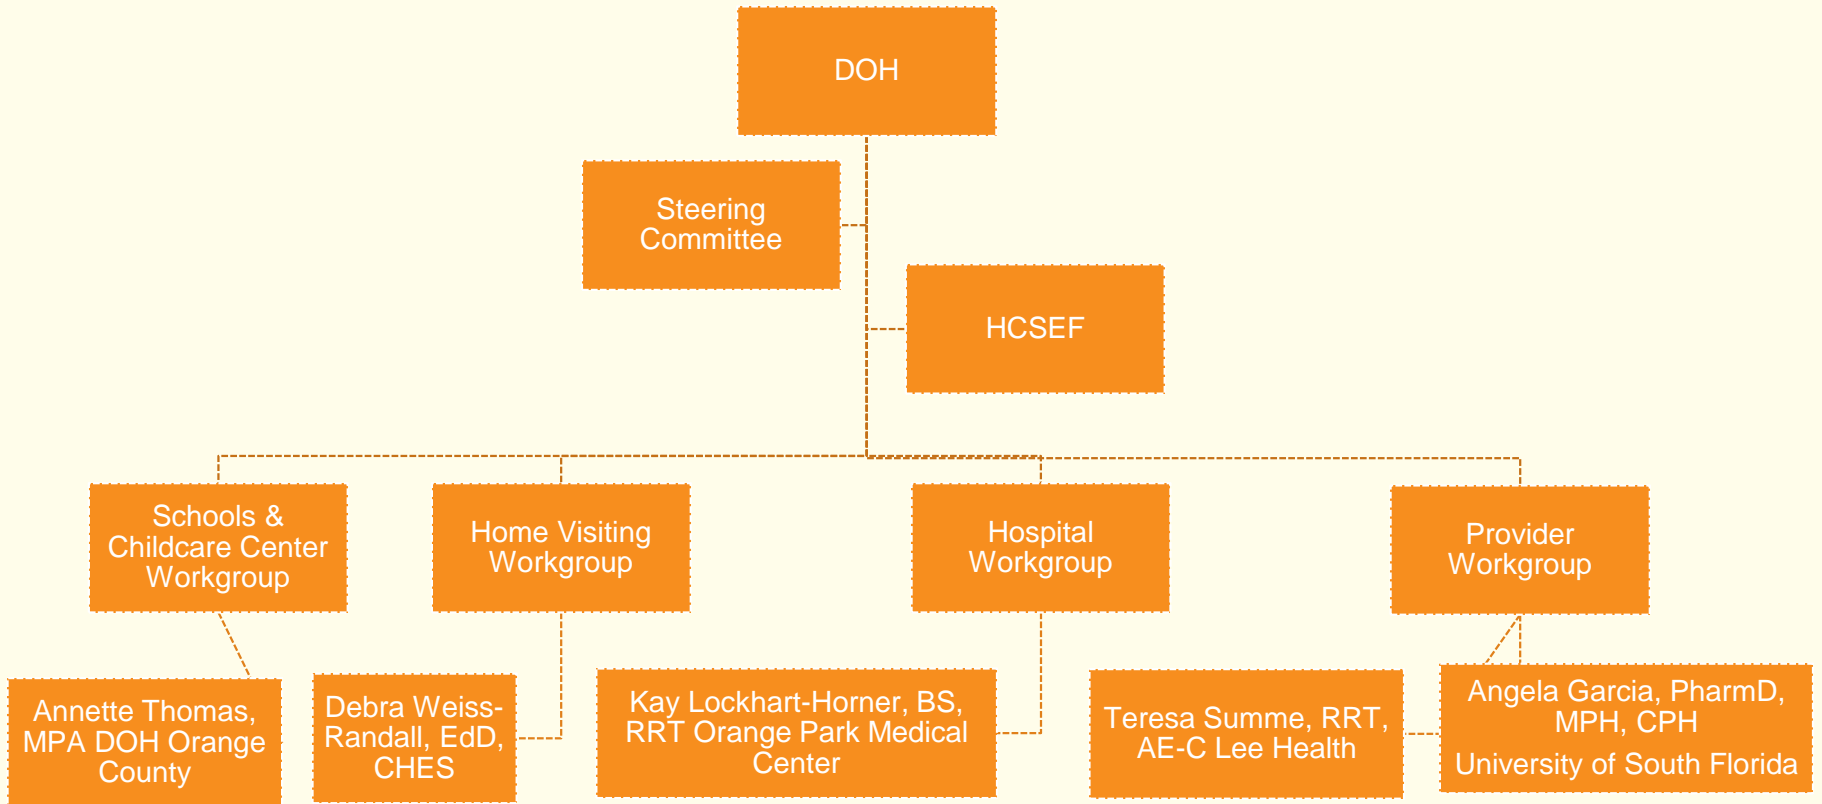 DOH
Steering
Committee
HCSEF
Schools &
Childcare Center
Workgroup
Home Visiting
Workgroup
Hospital
Workgroup
Provider
Workgroup
Annette Thomas,
MPA DOH Orange
County
Debra Weiss-
Randall, EdD,
CHES
Kay Lockhart-Horner, BS,
RRT Orange Park Medical
Center
Teresa Summe, RRT,
AE-C Lee Health
Angela Garcia, PharmD,
MPH, CPH
University of South Florida